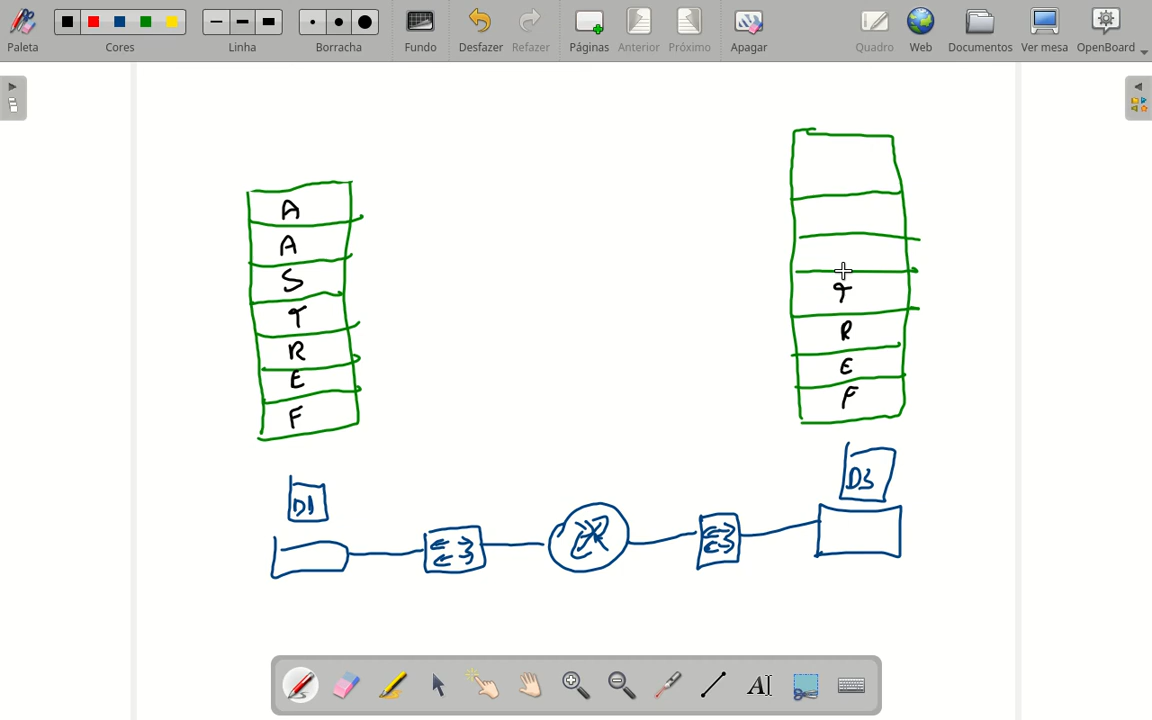 Paleta
Cores
Linha
Borracha
Fundo
Desfazer
Refazer
Páginas
Anterior
Próximo
Apagar
Quadro
Web
Documentos
Ver mesa
OpenBoard
A
A
S
T
R
E
F
T
R
E
F
D1
D3
AI